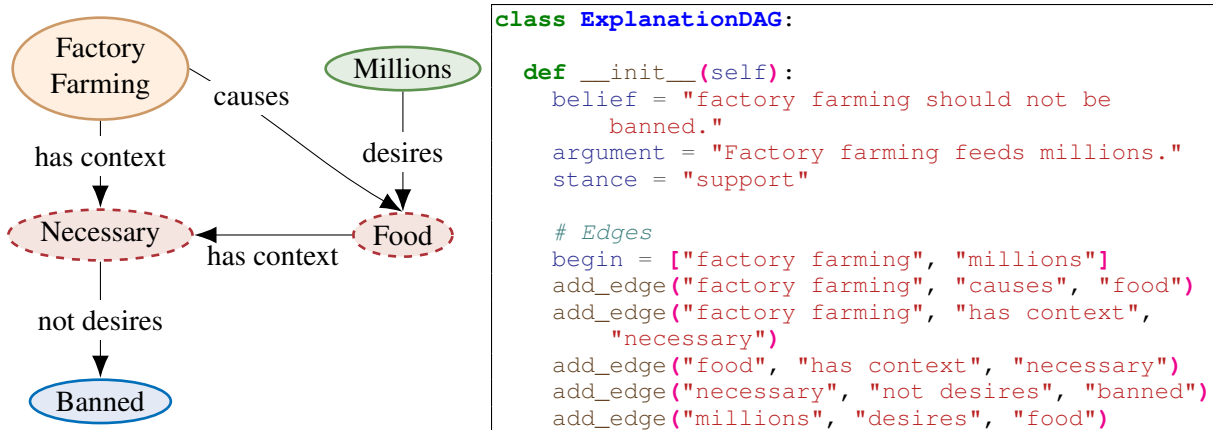 Factory
Farming
Millions
causes
has context
desires
Necessary
Food
has context
not desires
Banned
class ExplanationDAG:
def __init__(self):
belief = "factory farming should not be
banned."
argument = "Factory farming feeds millions."
stance = "support"
# Edges
begin = ["factory farming", "millions"]
add_edge("factory farming", "causes", "food")
add_edge("factory farming", "has context",
"necessary")
add_edge("food", "has context", "necessary")
add_edge("necessary", "not desires", "banned")
add_edge("millions", "desires", "food")